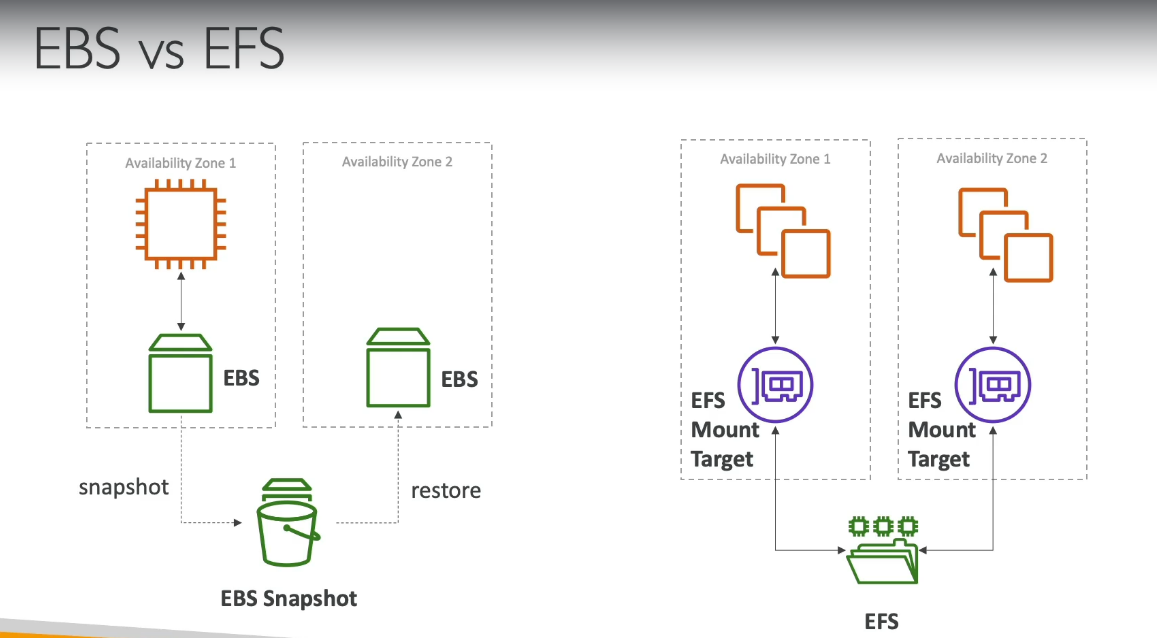 EBS vs EFS
Availability Zone 1
Availability Zone 2
EBS
EBS
snapshot
restore
EBS Snapshot
Availability Zone 1
Availability Zone 2
EFS
Mount
Target
EFS
Mount
Target
EFS